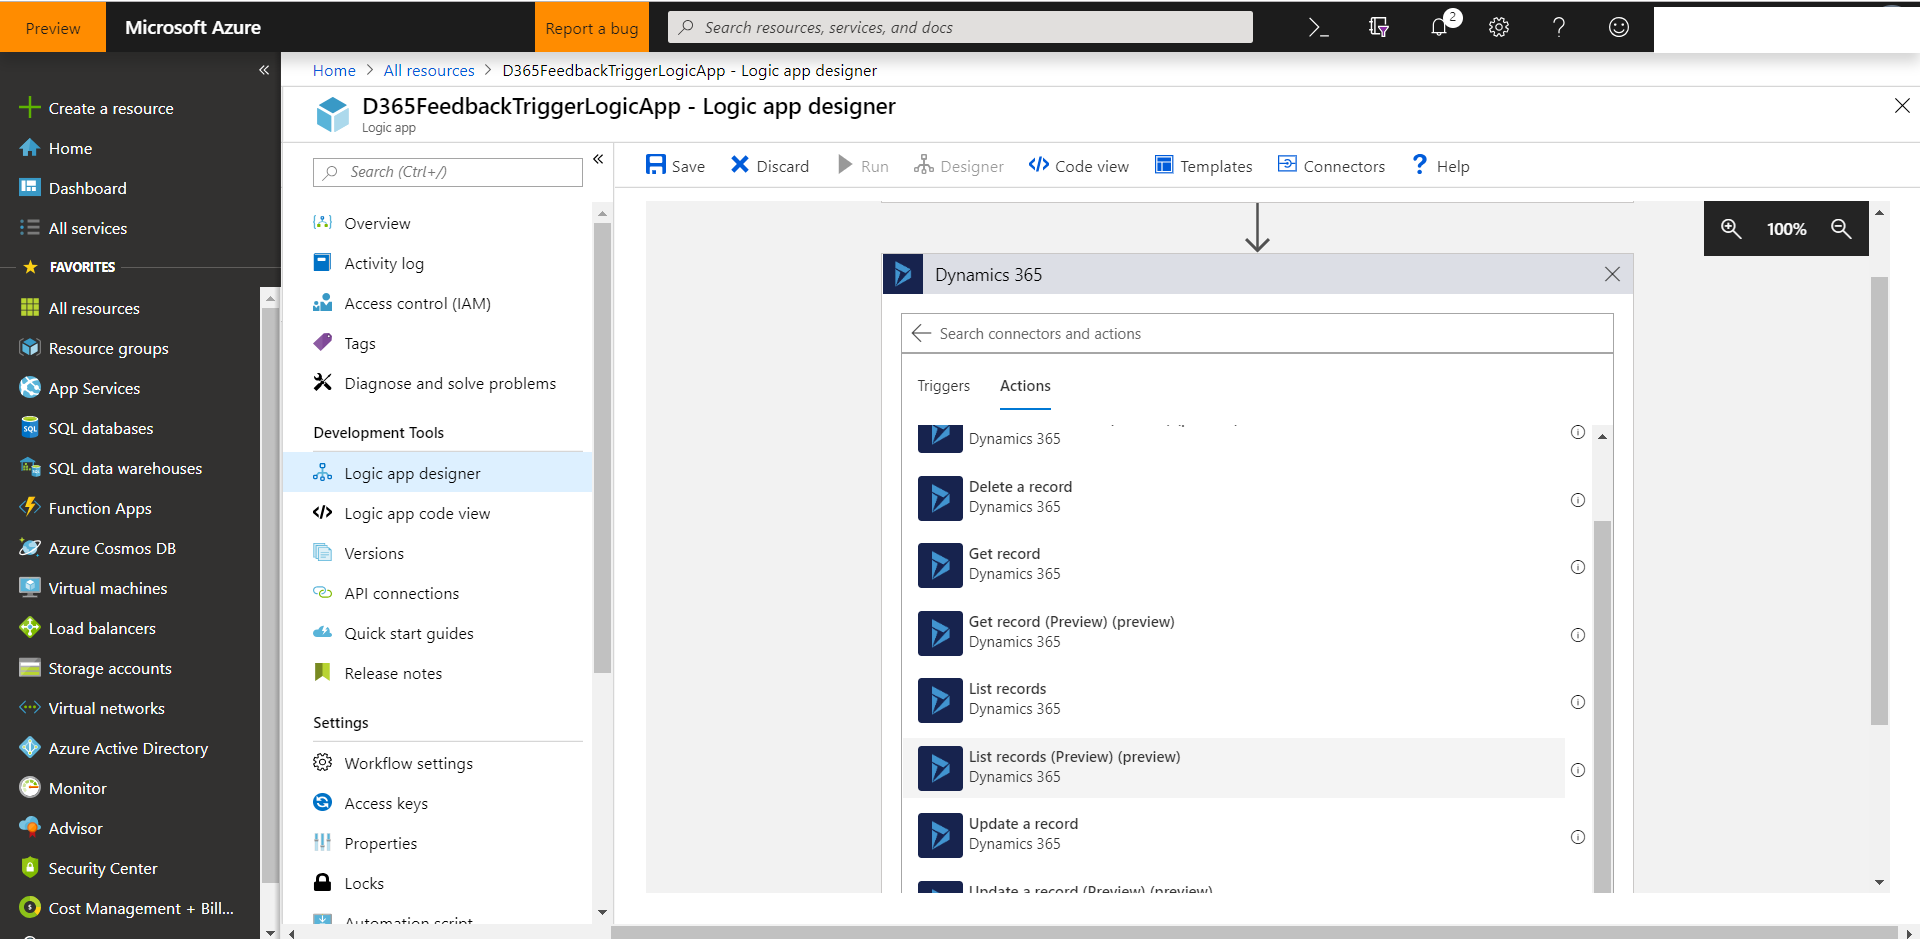 Preview
Microsoft Azure
Report a bug
Search resources, services, and docs
2
Create a resource
Home
Dashboard
All services
FAVORITES
All resources
Resource groups
App Services
SQL databases
SQL data warehouses
Function Apps
Azure Cosmos DB
Virtual machines
Load balancers
Storage accounts
Virtual networks
Azure Active Directory
Monitor
Advisor
Security Center
Cost Management + Bill...
Home > All resources > D365FeedbackTriggerLogicApp - Logic app designer
D365FeedbackTriggerLogicApp - Logic app designer
Logic app
Search (Ctrl+/)
Overview
Activity log
Access control (IAM)
Tags
Diagnose and solve problems
Development Tools
Logic app designer
Logic app code view
Versions
API connections
Quick start guides
Release notes
Settings
Workflow settings
Access keys
Properties
Locks
Automation script
Save
Discard
Run
Designer
Code view
Templates
Connectors
Help
100%
Dynamics 365
Search connectors and actions
Triggers
Actions
Dynamics 365
Delete a record
Dynamics 365
Get record
Dynamics 365
Get record (Preview) (preview)
Dynamics 365
List records
Dynamics 365
List records (Preview) (preview)
Dynamics 365
Update a record
Dynamics 365
Update a record (Preview) (preview)